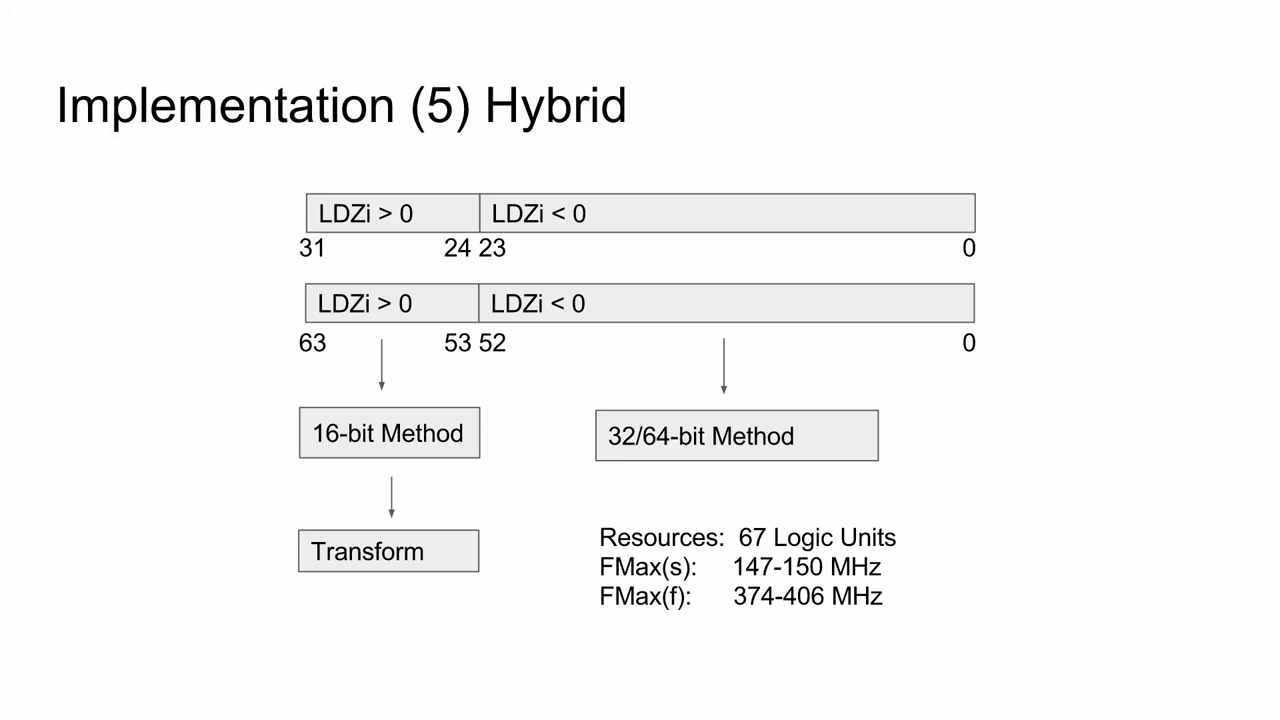 Implementation (5) Hybrid
LDZi > 0 LDZi < 0
31 24 23 0
LDZi > 0 LDZi < 0
63 53 52 0
16-bit Method 32/64-bit Method
Transform
Resources: 67 Logic Units
FMax(s): 147-150 MHz
FMax(f): 374-406 MHz